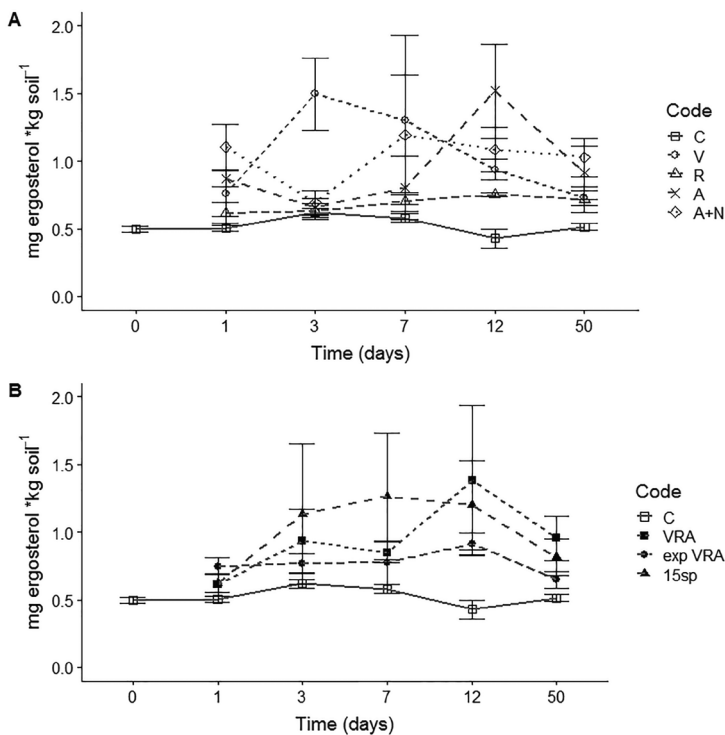 A
2.0
1.5
1.0
0.5
0.0
mg ergosterol *kg soil⁻¹
0 1 3 7 12 50
Time (days)
Code
C
V
R
A
A+N
B
2.0
1.5
1.0
0.5
0.0
mg ergosterol *kg soil⁻¹
0 1 3 7 12 50
Time (days)
Code
C
VRA
exp VRA
15sp